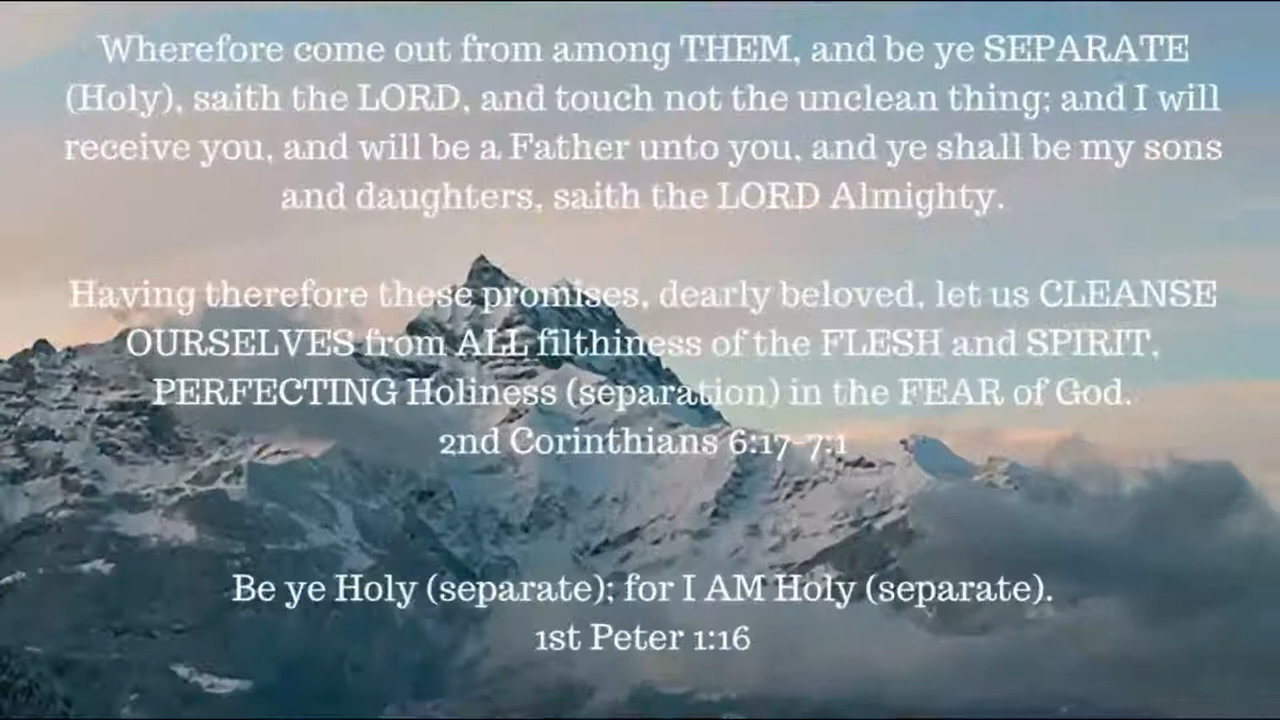 Wherefore come out from among THEM, and be ye SEPARATE
(Holy), saith the LORD, and touch not the unclean thing; and I will
receive you, and will be a Father unto you, and ye shall be my sons
and daughters, saith the LORD Almighty.
Having therefore these promises, dearly beloved, let us CLEANSE
OURSELVES from ALL filthiness of the FLESH and SPIRIT,
PERFECTING Holiness (separation) in the FEAR of God.
2nd Corinthians 6:17-7:1
Be ye Holy (separate); for I AM Holy (separate).
1st Peter 1:16